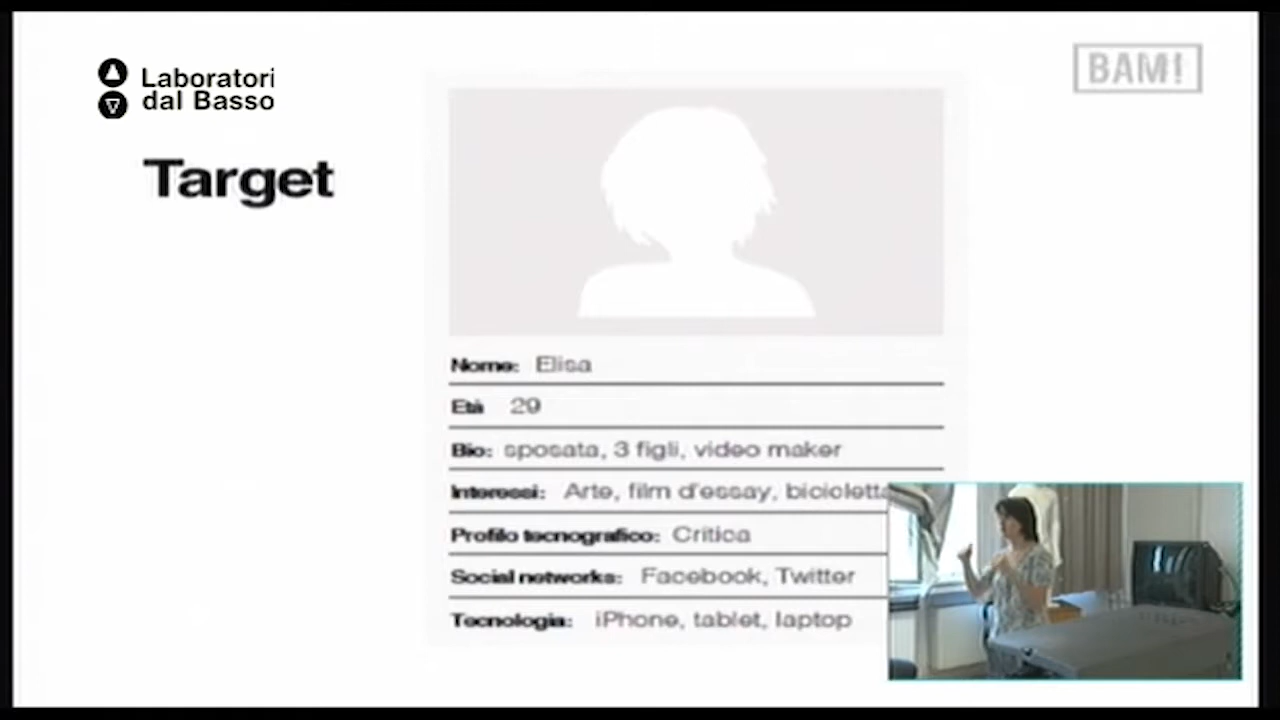 Laboratori
dal Basso
BAM!
Target
Nome: Elisa
Età 29
Bio: sposata, 3 figli, video maker
Interessi: Arte, film d'essay, biciclette
Profilo tecnografico: Critica
Social networks: Facebook, Twitter
Tecnologia: iPhone, tablet, laptop